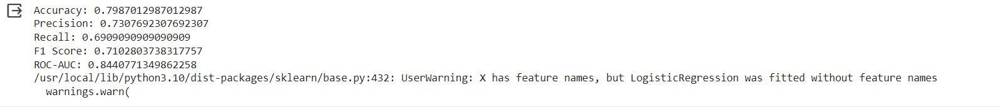 Accuracy: 0.7987012987012987
Precision: 0.7307692307692307
Recall: 0.6909090909090909
F1 Score: 0.7102803738317757
ROC-AUC: 0.8440771349862258
/usr/local/lib/python3.10/dist-packages/sklearn/base.py:432: UserWarning: X has feature names, but LogisticRegression was fitted without feature names
  warnings.warn(